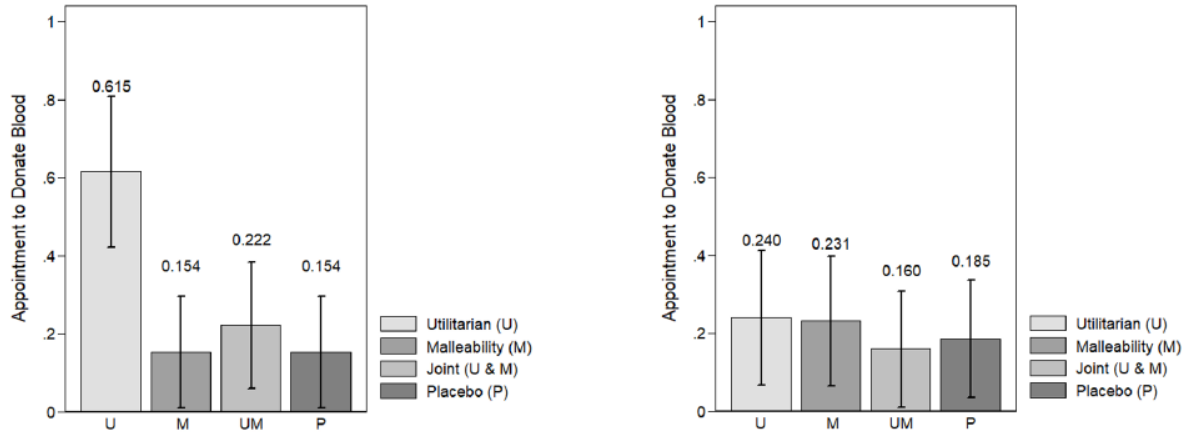 Appointment to Donate Blood
1
.8
.6
.4
.2
0
0.615
0.154
0.222
0.154
U
M
UM
P
Utilitarian (U)
Malleability (M)
Joint (U & M)
Placebo (P)
Appointment to Donate Blood
1
.8
.6
.4
.2
0
0.240
0.231
0.160
0.185
U
M
UM
P
Utilitarian (U)
Malleability (M)
Joint (U & M)
Placebo (P)